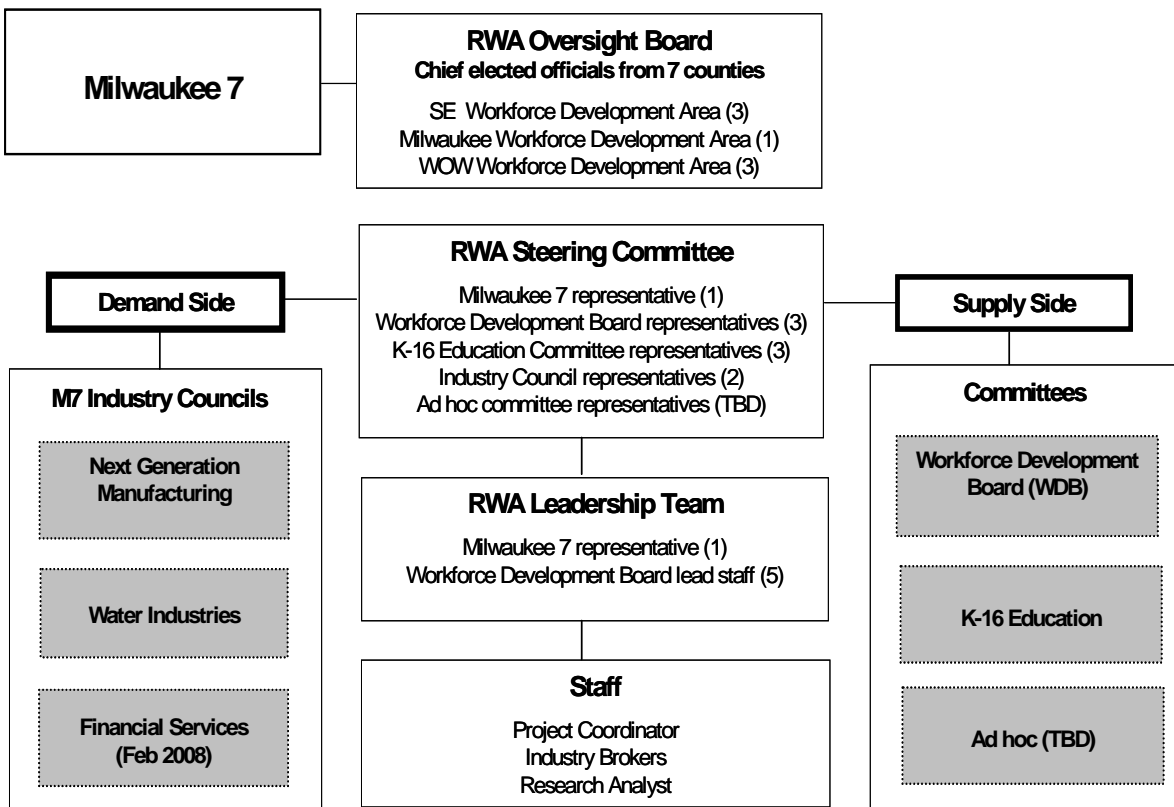 Milwaukee 7
RWA Oversight Board
Chief elected officials from 7 counties
SE Workforce Development Area (3)
Milwaukee Workforce Development Area (1)
WOW Workforce Development Area (3)
RWA Steering Committee
Milwaukee 7 representative (1)
Workforce Development Board representatives (3)
K-16 Education Committee representatives (3)
Industry Council representatives (2)
Ad hoc committee representatives (TBD)
Demand Side
Supply Side
M7 Industry Councils
Next Generation
Manufacturing
Water Industries
Financial Services
(Feb 2008)
RWA Leadership Team
Milwaukee 7 representative (1)
Workforce Development Board lead staff (5)
Staff
Project Coordinator
Industry Brokers
Research Analyst
Committees
Workforce Development
Board (WDB)
K-16 Education
Ad hoc (TBD)